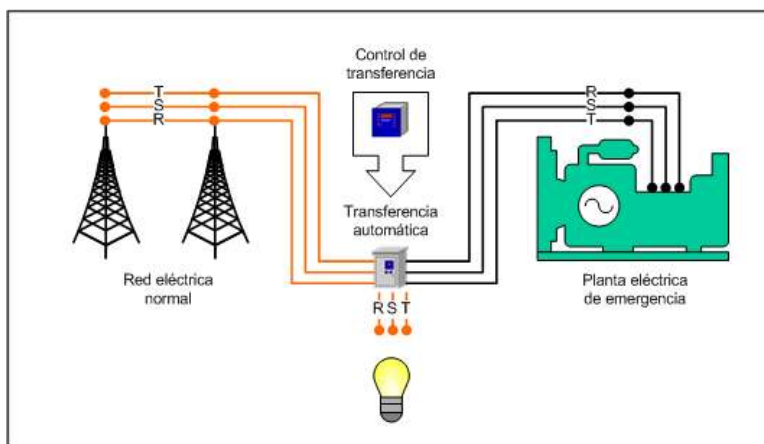 Control de
transferencia
T
S
R
R
S
T
Transferencia
automática
Red eléctrica
normal
Planta eléctrica
de emergencia
R S T